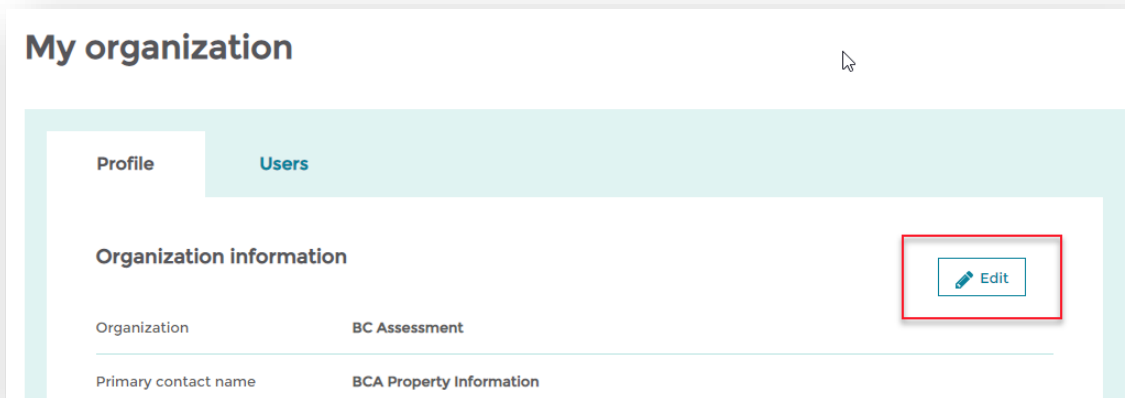 My organization
Profile Users
Organization information
Edit
Organization BC Assessment
Primary contact name BCA Property Information